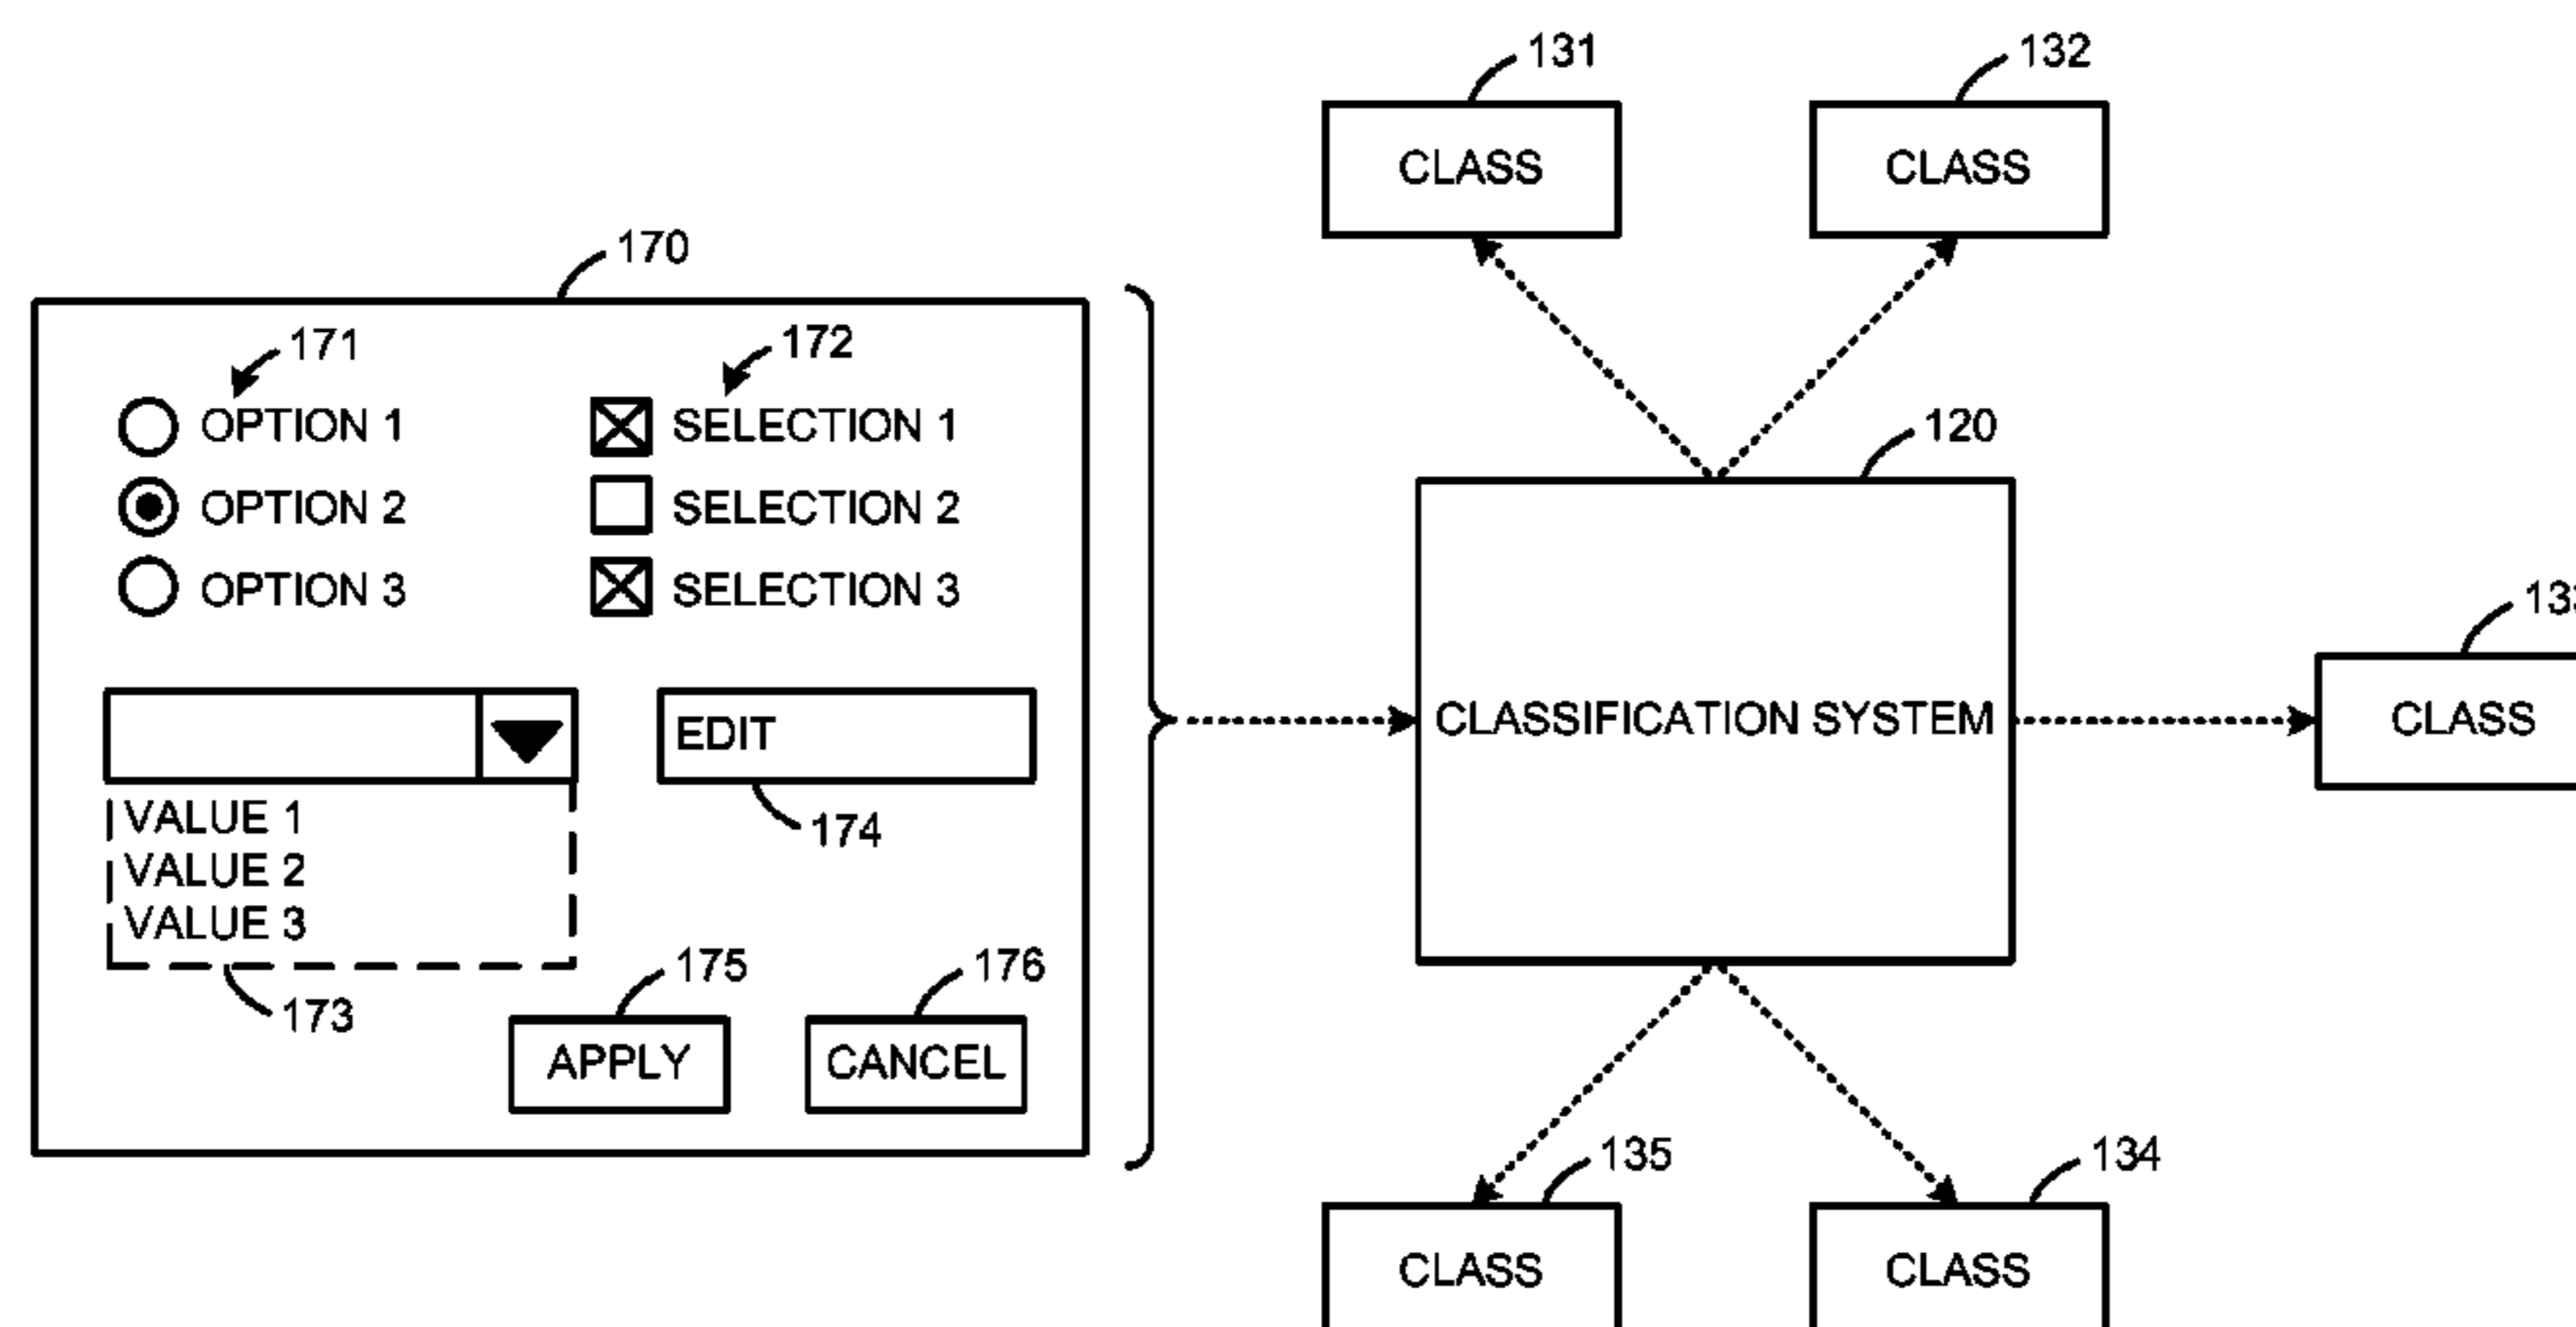 131
132
CLASS
CLASS
170
171
172
OPTION 1
SELECTION 1
120
OPTION 2
SELECTION 2
OPTION 3
SELECTION 3
EDIT
CLASSIFICATION SYSTEM
CLASS
174
VALUE 1
VALUE 2
VALUE 3
173
175
176
APPLY
CANCEL
135
134
CLASS
CLASS